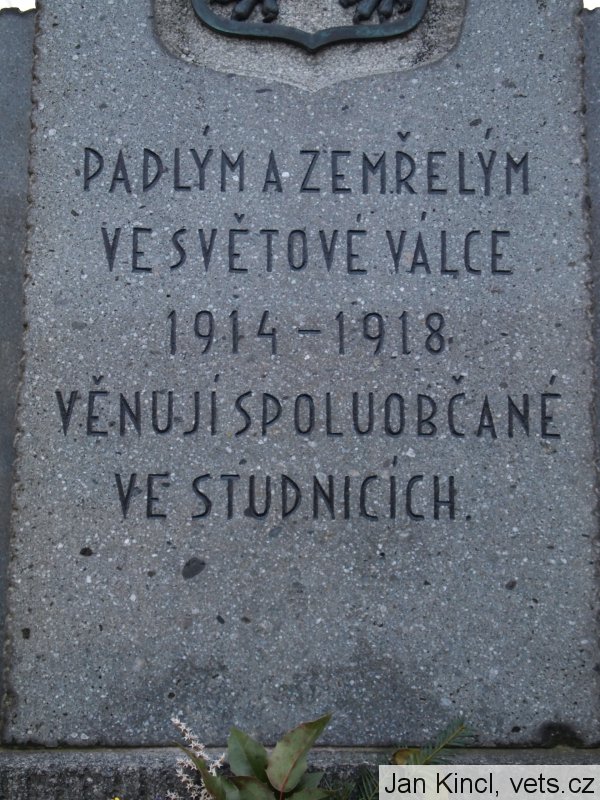 PADLÝM A ZEMŘELÝM
VE SVĚTOVÉ VÁLCE
1914 – 1918
VĚNUJÍ SPOLUOBČANÉ
VE STUDNICÍCH.
Jan Kincl, vets.cz